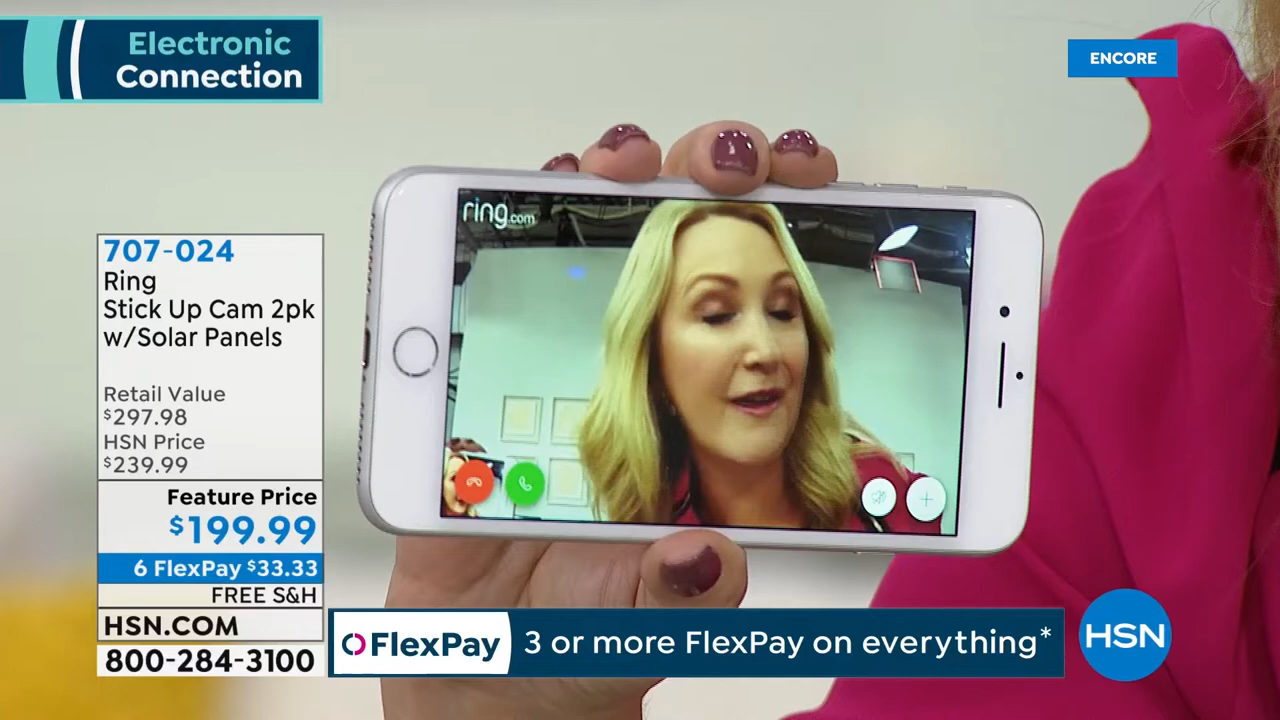 Electronic
Connection
ENCORE
ring.com
707-024
Ring
Stick Up Cam 2pk
w/Solar Panels
Retail Value
$297.98
HSN Price
$239.99
Feature Price
$199.99
6 FlexPay $33.33
FREE S&H
HSN.COM
800-284-3100
FlexPay
3 or more FlexPay on everything*
HSN